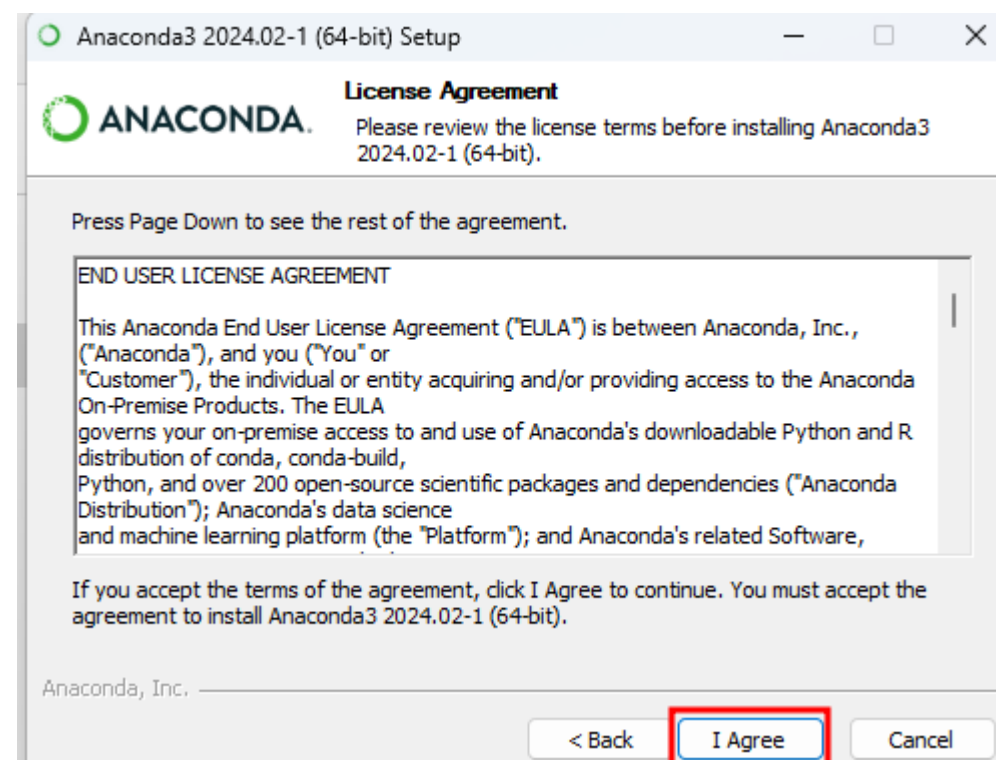 Anaconda3 2024.02-1 (64-bit) Setup
ANACONDA.
License Agreement
Please review the license terms before installing Anaconda3
2024.02-1 (64-bit).
Press Page Down to see the rest of the agreement.
END USER LICENSE AGREEMENT
This Anaconda End User License Agreement ("EULA") is between Anaconda, Inc.,
("Anaconda"), and you ("You" or
"Customer"), the individual or entity acquiring and/or providing access to the Anaconda
On-Premise Products. The EULA
governs your on-premise access to and use of Anaconda's downloadable Python and R
distribution of conda, conda-build,
Python, and over 200 open-source scientific packages and dependencies ("Anaconda
Distribution"); Anaconda's data science
and machine learning platform (the "Platform"); and Anaconda's related Software,
If you accept the terms of the agreement, click I Agree to continue. You must accept the
agreement to install Anaconda3 2024.02-1 (64-bit).
Anaconda, Inc.
< Back
I Agree
Cancel